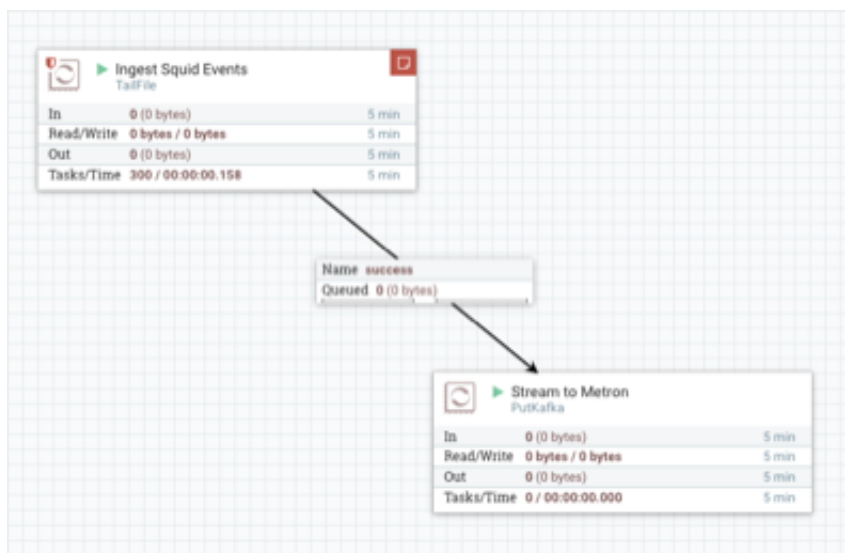 Ingest Squid Events
TailFile
In 0 (0 bytes) 5 min
Read/Write 0 bytes / 0 bytes 5 min
Out 0 (0 bytes) 5 min
Tasks/Time 300 / 00:00:00.158 5 min
Name success
Queued 0 (0 bytes)
Stream to Metron
PutKafka
In 0 (0 bytes) 5 min
Read/Write 0 bytes / 0 bytes 5 min
Out 0 (0 bytes) 5 min
Tasks/Time 0 / 00:00:00.000 5 min